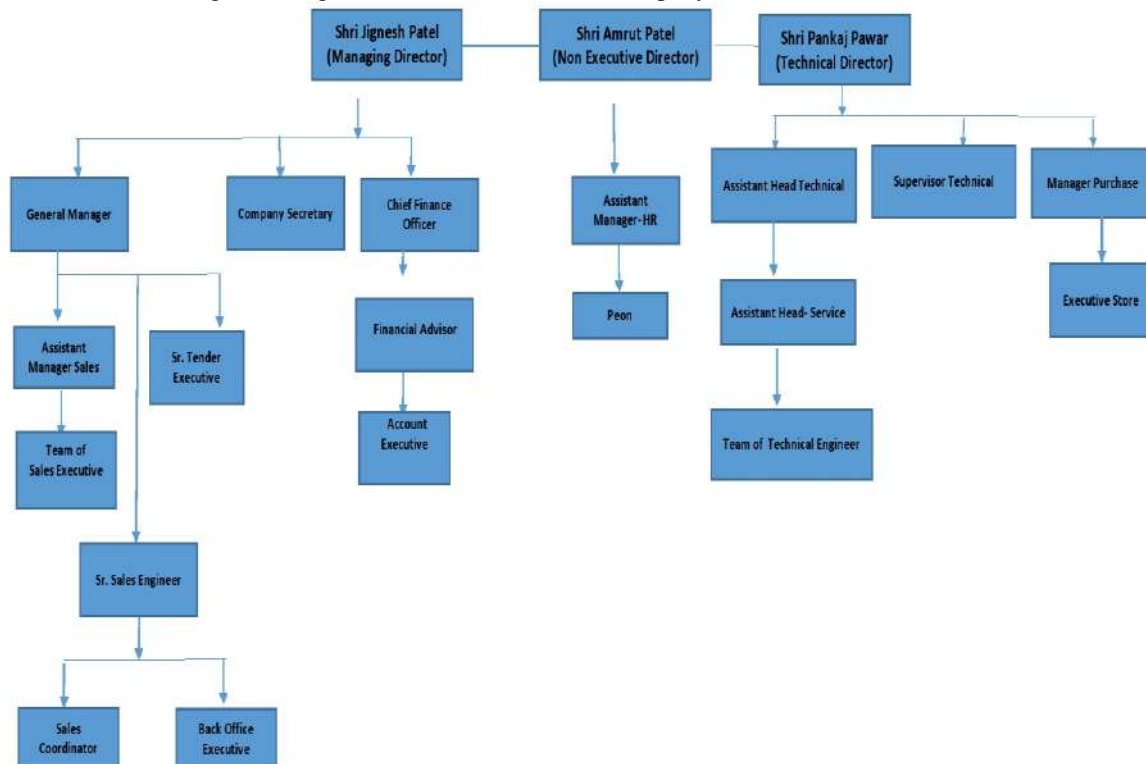 Shri Jignesh Patel
(Managing Director)
Shri Amrut Patel
(Non Executive Director)
Shri Pankaj Pawar
(Technical Director)
General Manager
Company Secretary
Chief Finance
Officer
Assistant
Manager- HR
Assistant Head Technical
Supervisor Technical
Manager Purchase
Assistant
Manager Sales
Sr. Tender
Executive
Financial Advisor
Peon
Assistant Head- Service
Executive Store
Team of
Sales Executive
Account
Executive
Team of Technical Engineer
Sr. Sales Engineer
Sales
Coordinator
Back Office
Executive